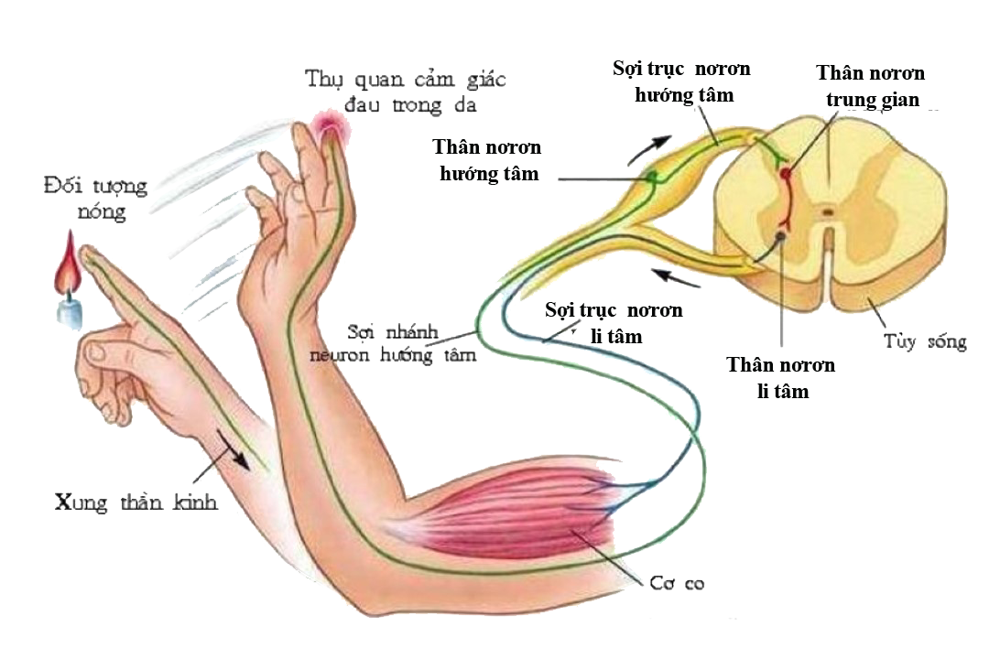 Thụ quan cảm giác
đau trong da
Sợi trục nơron
hướng tâm
Thân nơron
trung gian
Thân nơron
hướng tâm
Đối tượng
nóng
Sợi trục nơron
li tâm
Sợi nhánh
neuron hướng tâm
Tủy sống
Thân nơron
li tâm
Xung thần kinh
Cơ co